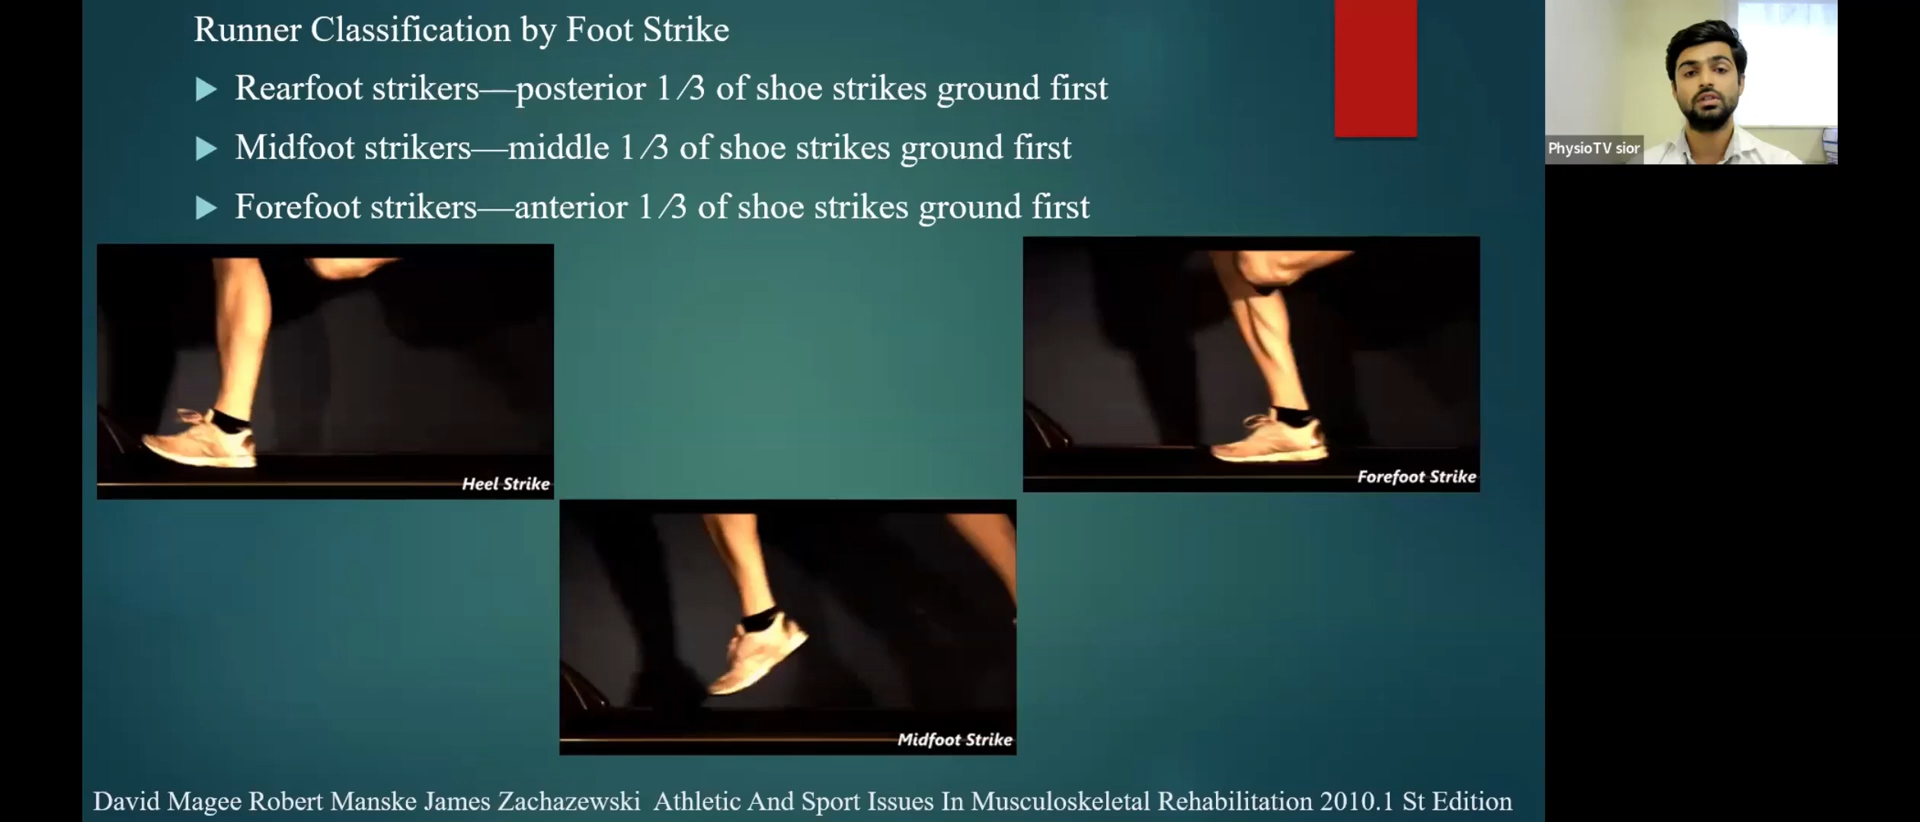 Runner Classification by Foot Strike
Rearfoot strikers—posterior 1 ⁄3 of shoe strikes ground first
Midfoot strikers—middle 1 ⁄3 of shoe strikes ground first
Forefoot strikers—anterior 1 ⁄3 of shoe strikes ground first
PhysioTV sior
Heel Strike
Forefoot Strike
Midfoot Strike
David Magee Robert Manske James Zachazewski Athletic And Sport Issues In Musculoskeletal Rehabilitation 2010.1 St Edition